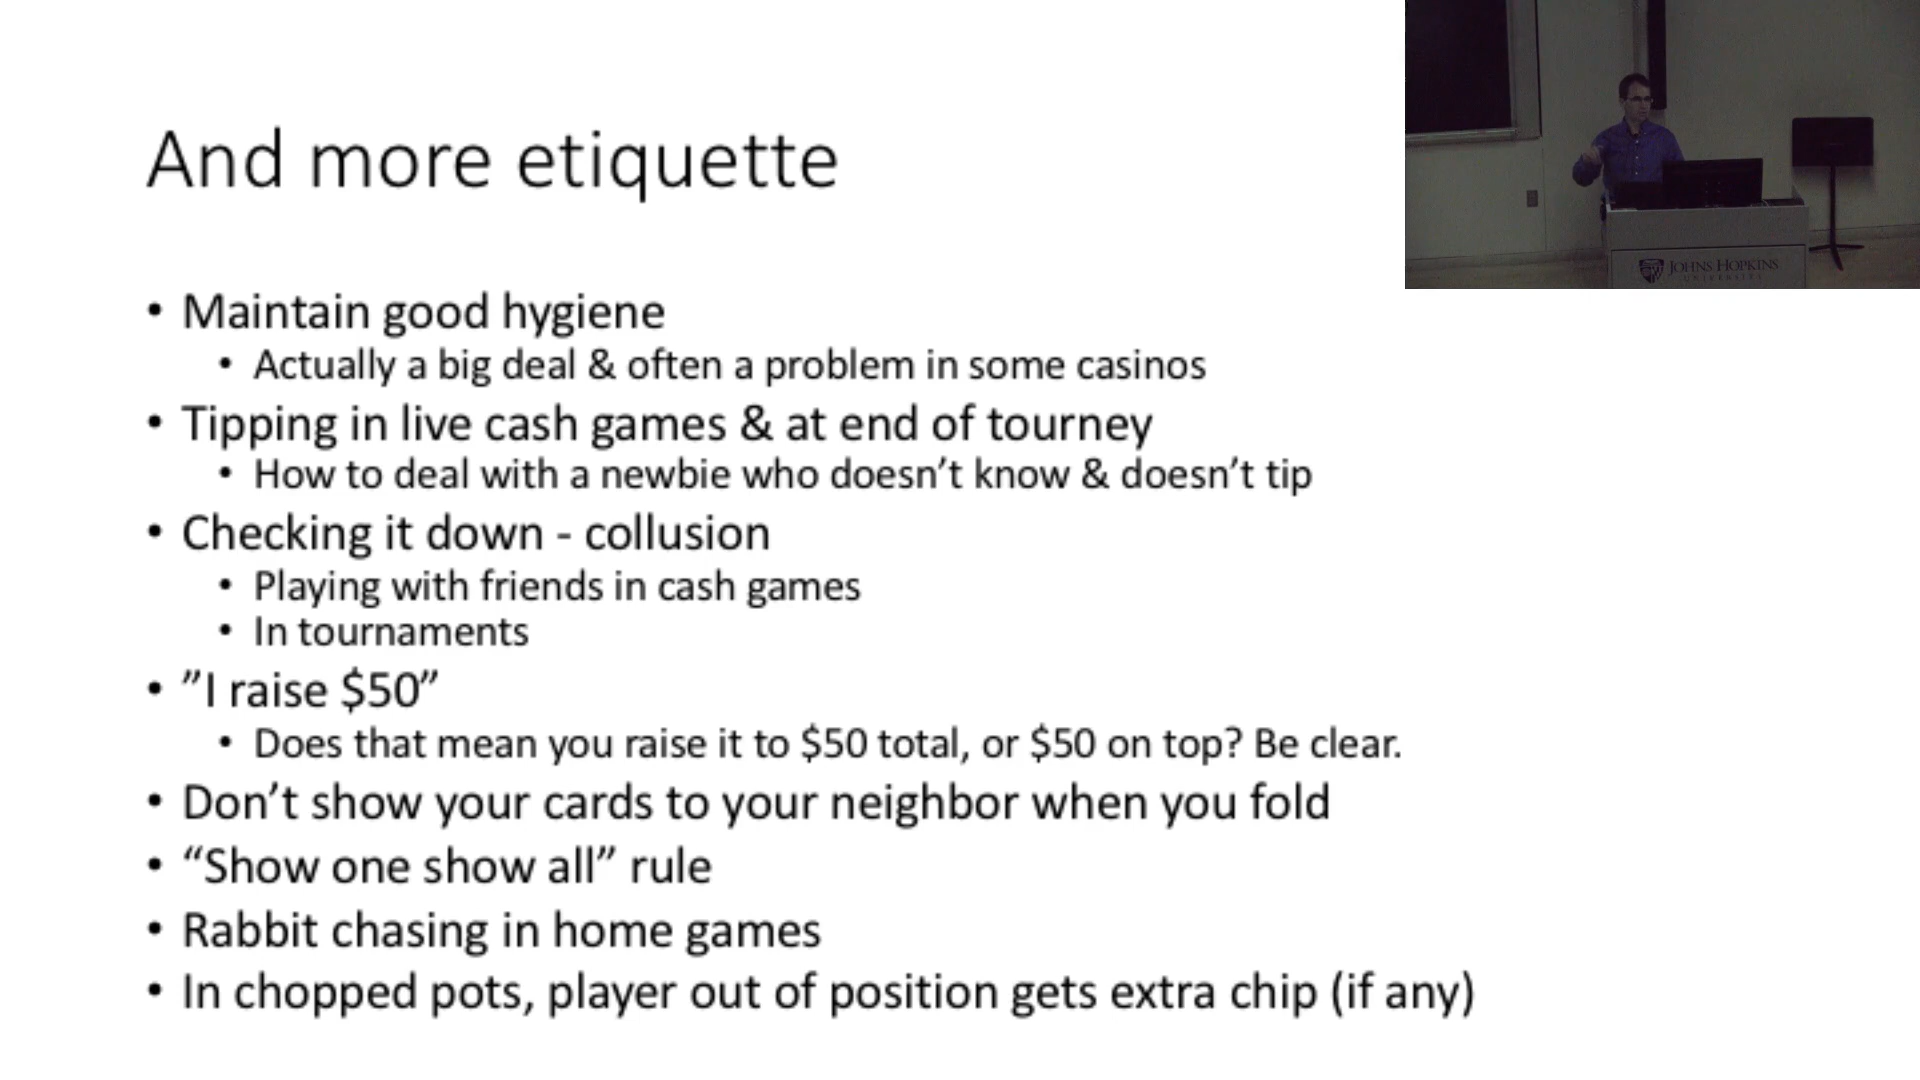 And more etiquette
• Maintain good hygiene
• Actually a big deal & often a problem in some casinos
• Tipping in live cash games & at end of tourney
• How to deal with a newbie who doesn’t know & doesn’t tip
• Checking it down - collusion
• Playing with friends in cash games
• In tournaments
• ”I raise $50”
• Does that mean you raise it to $50 total, or $50 on top? Be clear.
• Don’t show your cards to your neighbor when you fold
• “Show one show all” rule
• Rabbit chasing in home games
• In chopped pots, player out of position gets extra chip (if any)
JOHNS HOPKINS
UNIVERSITY